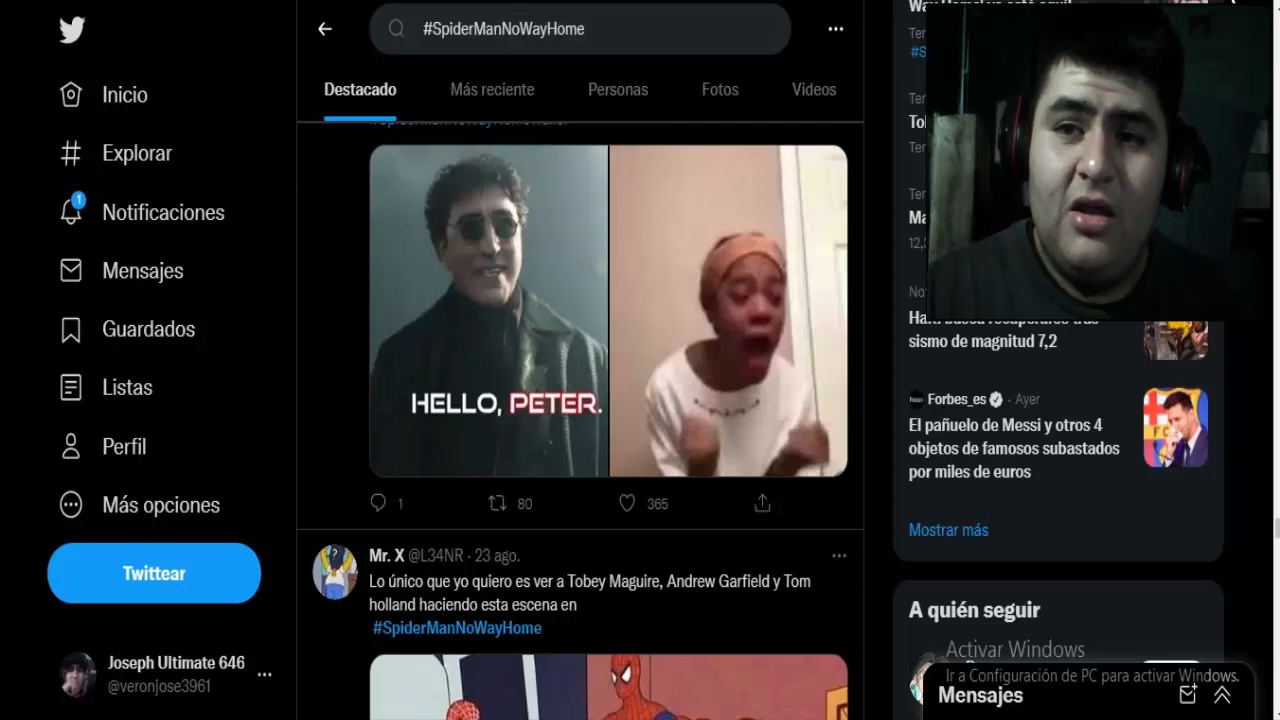 #SpiderManNoWayHome
Inicio
Explorar
1
Notificaciones
Mensajes
Guardados
Listas
Perfil
Más opciones
Twittear
Joseph Ultimate 646
@veronjose3961
Destacado
Más reciente
Personas
Fotos
Videos
HELLO, PETER.
1
80
365
Mr. X @L34NR · 23 ago.
Lo único que yo quiero es ver a Tobey Maguire, Andrew Garfield y Tom
holland haciendo esta escena en
#SpiderManNoWayHome
sismo de magnitud 7,2
Forbes_es · Ayer
El pañuelo de Messi y otros 4
objetos de famosos subastados
por miles de euros
Mostrar más
A quién seguir
Activar Windows
Ir a Configuración de PC para activar Windows.
Mensajes